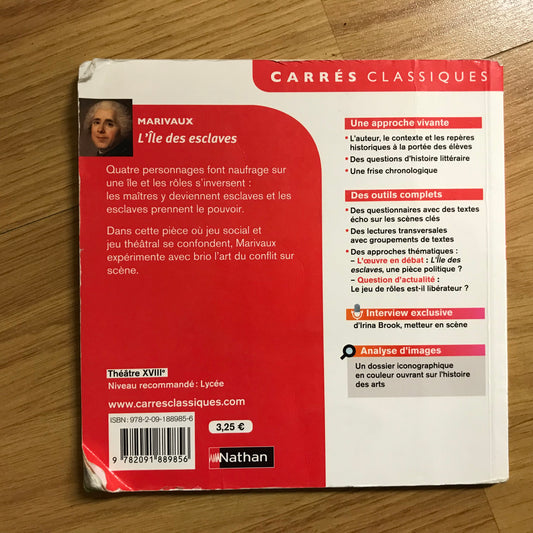 CARRÉS CLASSIQUES
MARIVAUX
L'Île des esclaves
Quatre personnages font naufrage sur
une île et les rôles s'inversent :
les maîtres y deviennent esclaves et les
esclaves prennent le pouvoir.
Dans cette pièce où jeu social et
jeu théâtral se confondent, Marivaux
expérimente avec brio l'art du conflit sur
scène.
Théâtre XVIIIe
Niveau recommandé : Lycée
www.carresclassiques.com
ISBN : 978-2-09-188985-6
9 782091 889856
3,25 €
Nathan
Une approche vivante
• L'auteur, le contexte et les repères
historiques à la portée des élèves
• Des questions d'histoire littéraire
• Une frise chronologique
Des outils complets
• Des questionnaires avec des textes
écho sur les scènes clés
• Des lectures transversales
avec groupements de textes
• Des approches thématiques :
– L'œuvre en débat : L'Île des
esclaves, une pièce politique ?
– Question d'actualité :
Le jeu de rôles est-il libérateur ?
Interview exclusive
d'Irina Brook, metteur en scène
Analyse d'images
Un dossier iconographique
en couleur ouvrant sur l'histoire
des arts